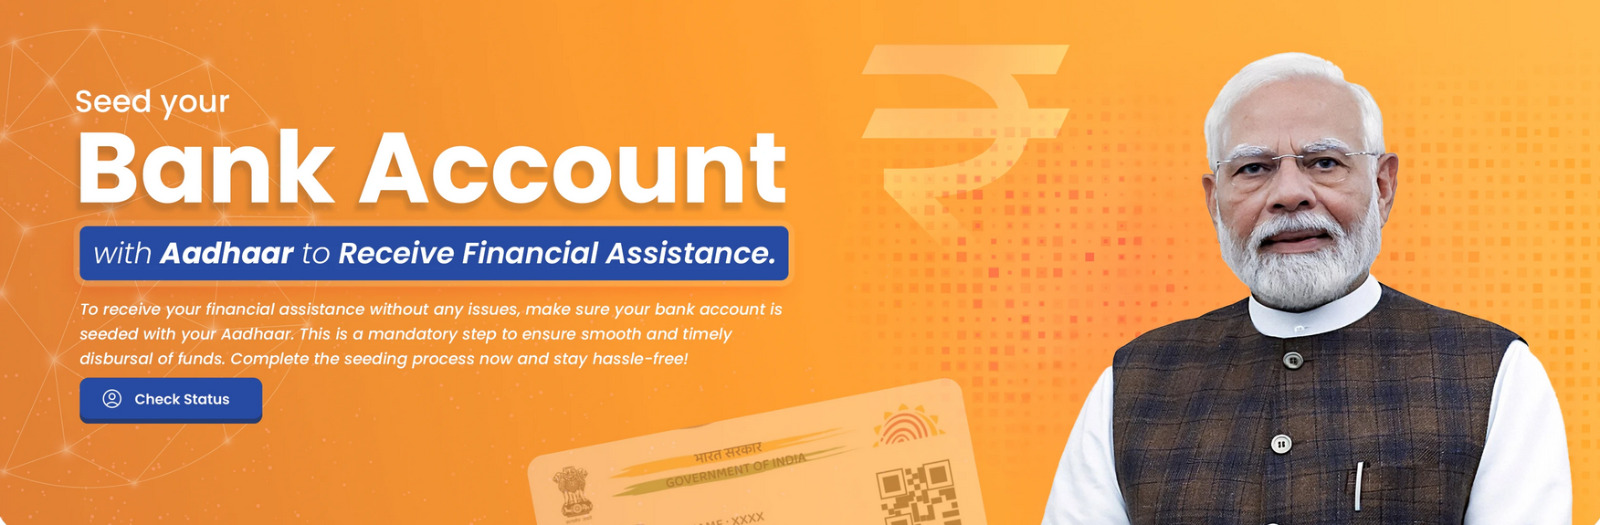 Seed your
Bank Account
with Aadhaar to Receive Financial Assistance.
To receive your financial assistance without any issues, make sure your bank account is
seeded with your Aadhaar. This is a mandatory step to ensure smooth and timely
disbursal of funds. Complete the seeding process now and stay hassle-free!
Check Status
भारत सरकार
GOVERNMENT OF INDIA
: XXXX